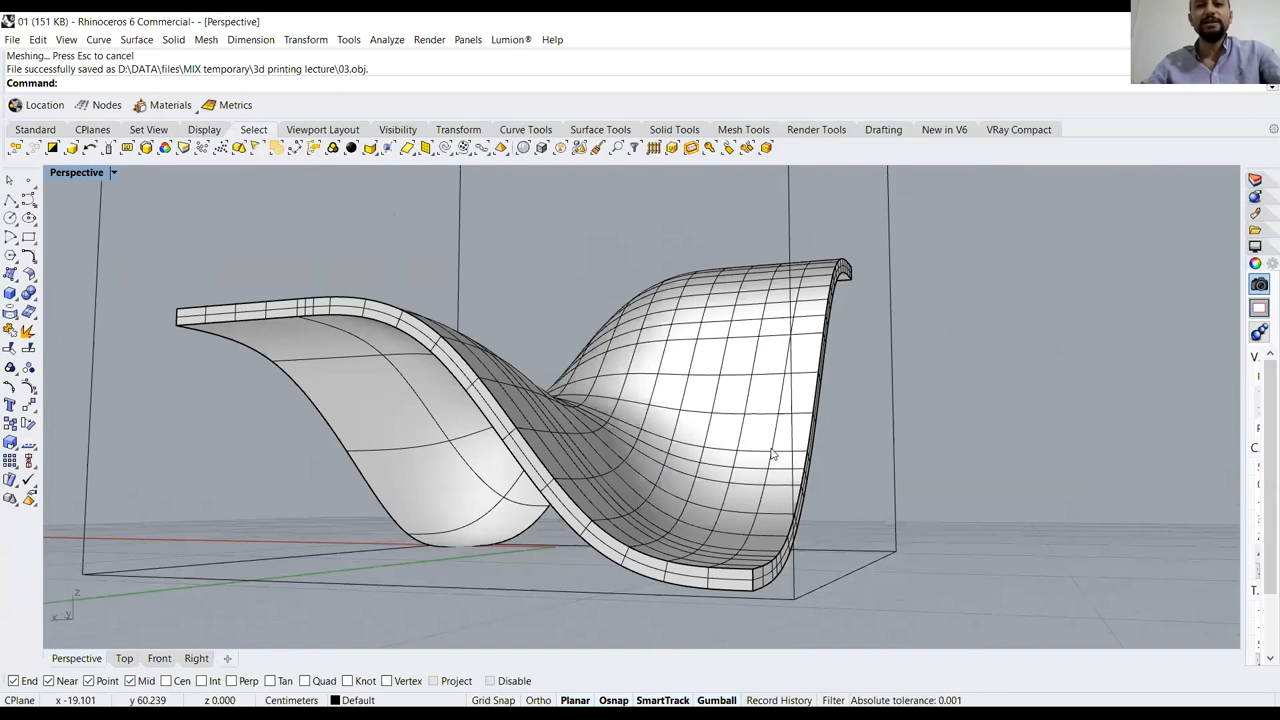 01 (151 KB) - Rhinoceros 6 Commercial- - [Perspective]
File Edit View Curve Surface Solid Mesh Dimension Transform Tools Analyze Render Panels Lumion® Help
Meshing... Press Esc to cancel
File successfully saved as D:\DATA\files\MIX temporary\3d printing lecture\03.obj.
Command:
Location Nodes Materials Metrics
Standard CPlanes Set View Display Select Viewport Layout Visibility Transform Curve Tools Surface Tools Solid Tools Mesh Tools Render Tools Drafting New in V6 VRay Compact
Perspective
z
x y
Perspective Top Front Right
End Near Point Mid Cen Int Perp Tan Quad Knot Vertex Project Disable
CPlane x -19.101 y 60.239 z 0.000 Centimeters Default Grid Snap Ortho Planar Osnap SmartTrack Gumball Record History Filter Absolute tolerance: 0.001